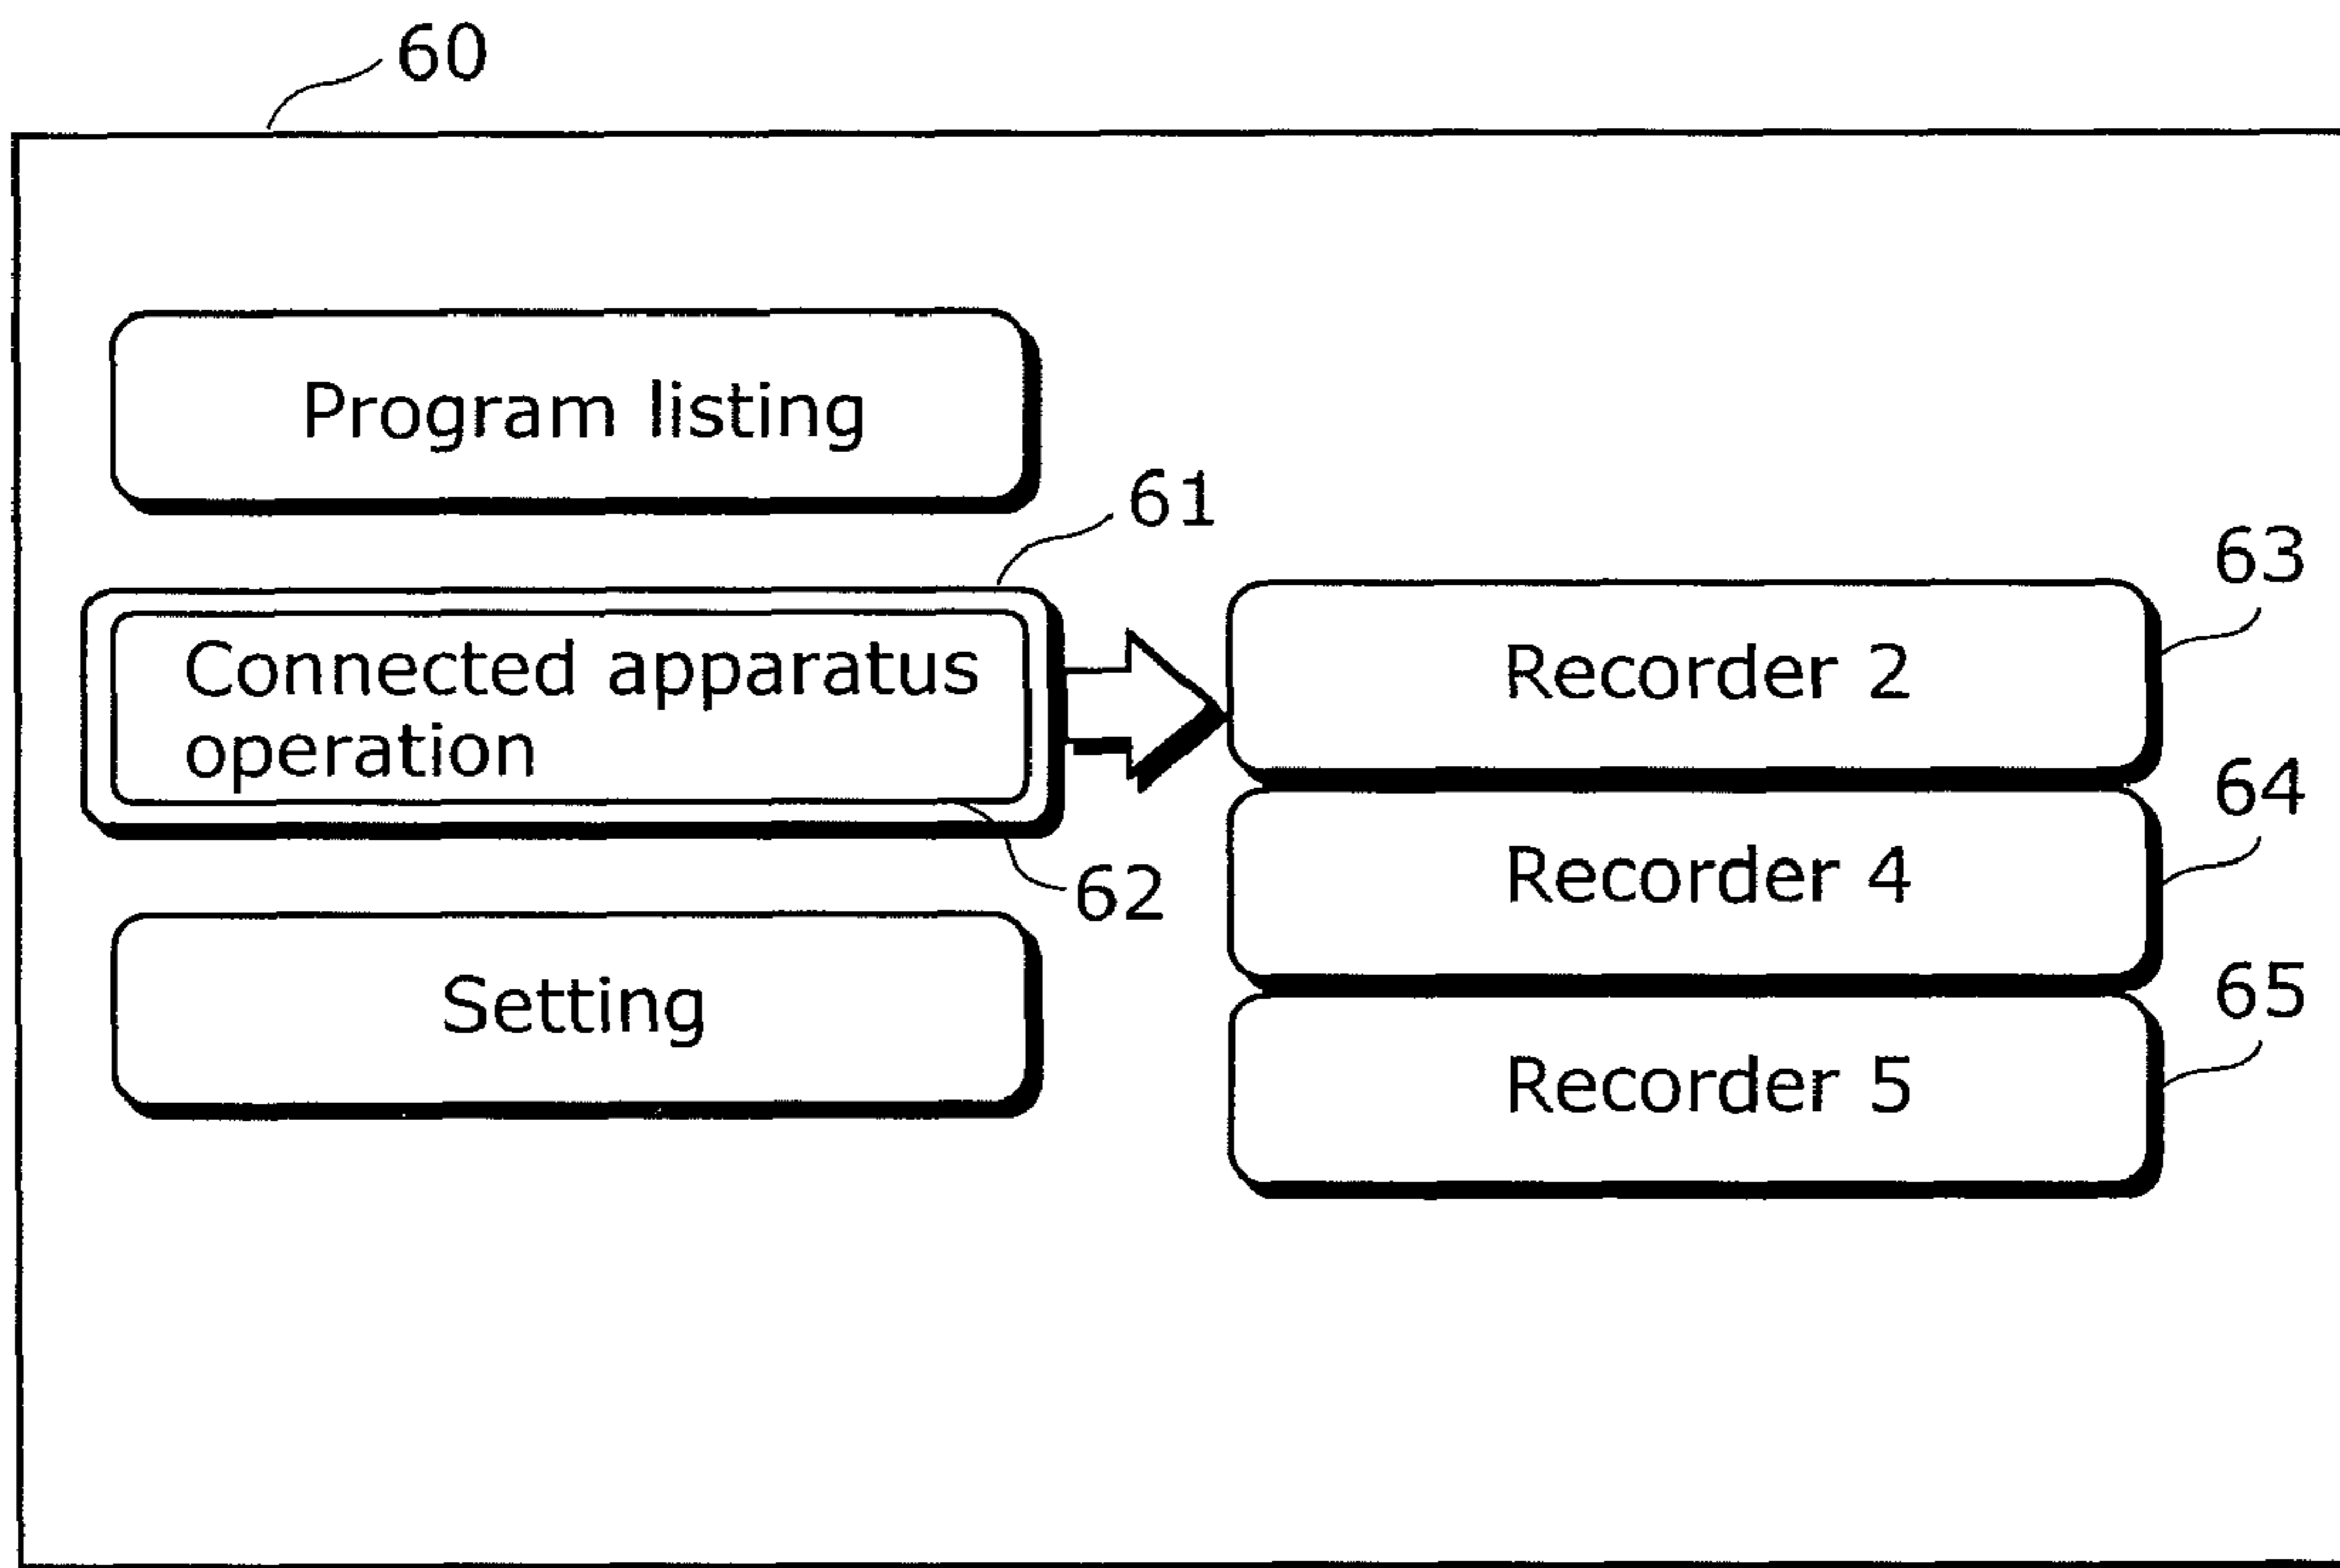 60
Program listing
61
Connected apparatus
operation
62
Setting
Recorder 2
63
Recorder 4
64
Recorder 5
65